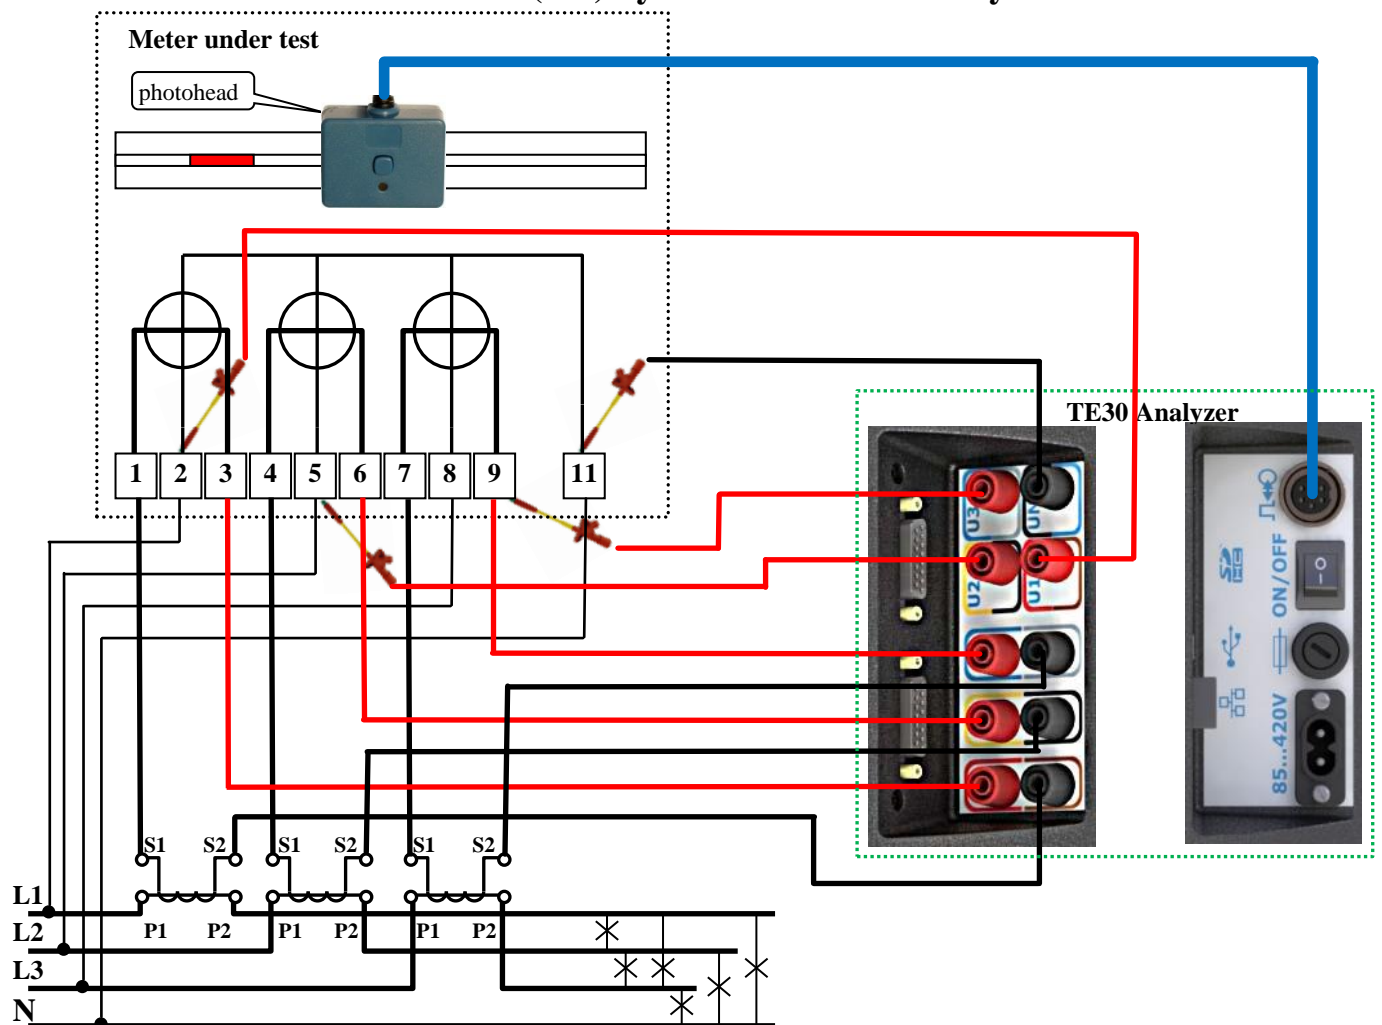 Meter under test
photohead
TE30 Analyzer
1 2 3 4 5 6 7 8 9 11
U3 UN
U2 U1
ON/OFF
85...420V
S1 S2 S1 S2 S1 S2
L1
P1 P2 P1 P2 P1 P2
L2
L3
N